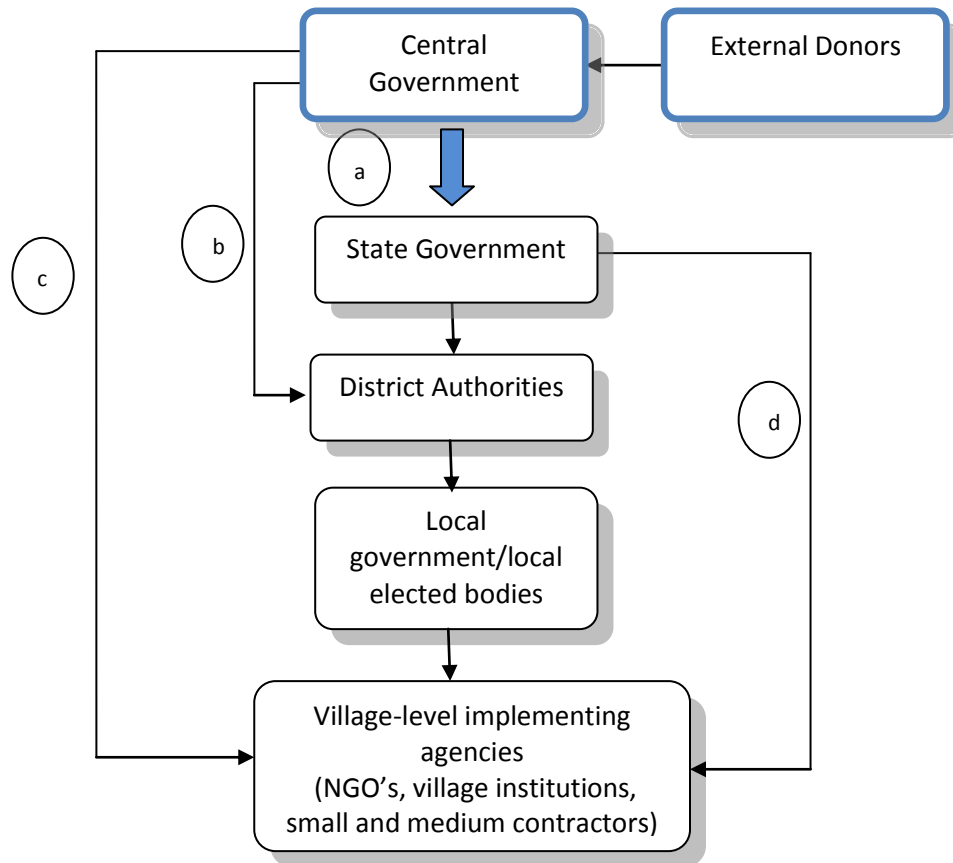 Central
Government
External Donors
a
State Government
b
c
District Authorities
d
Local
government/local
elected bodies
Village-level implementing
agencies
(NGO’s, village institutions,
small and medium contractors)